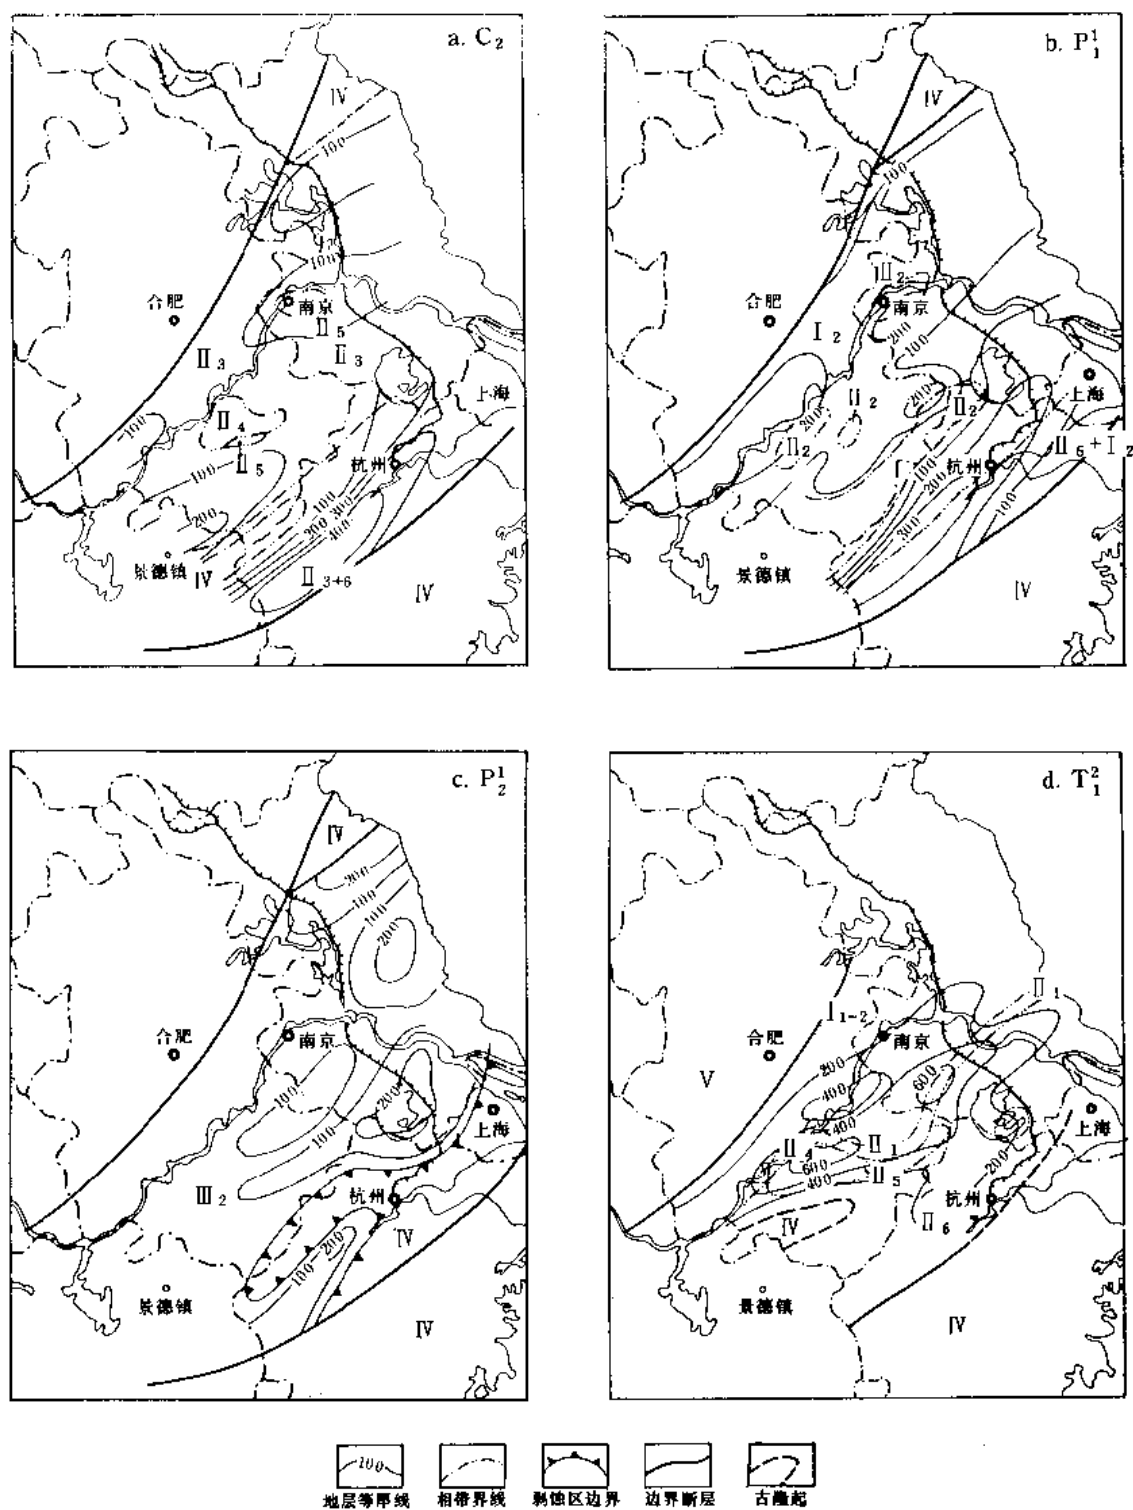 a. C₂
IV
100
100
合肥
南京
II₅
II₃
II₃
上海
100
II₄
II₅
杭州
100
200
100
200
300
400
景德镇
IV
II₃₊₆
IV
b. P₁¹
IV
100
II₂
合肥
南京
I₂
200
100
上海
II₂
200
II₂
200
II₂
II₆+I₂
杭州
100
200
300
100
景德镇
IV
c. P₂¹
IV
200
100
100
200
合肥
南京
100
200
上海
100
III₂
杭州
IV
200
100
景德镇
IV
d. T₁²
II₁
I₁₋₂
合肥
南京
V
200
600
400
400
上海
II₄
II₁
600
200
400
II₅
杭州
IV
II₆
景德镇
IV
100
地层等厚线
相带界线
剥蚀区边界
边界断层
古隆起